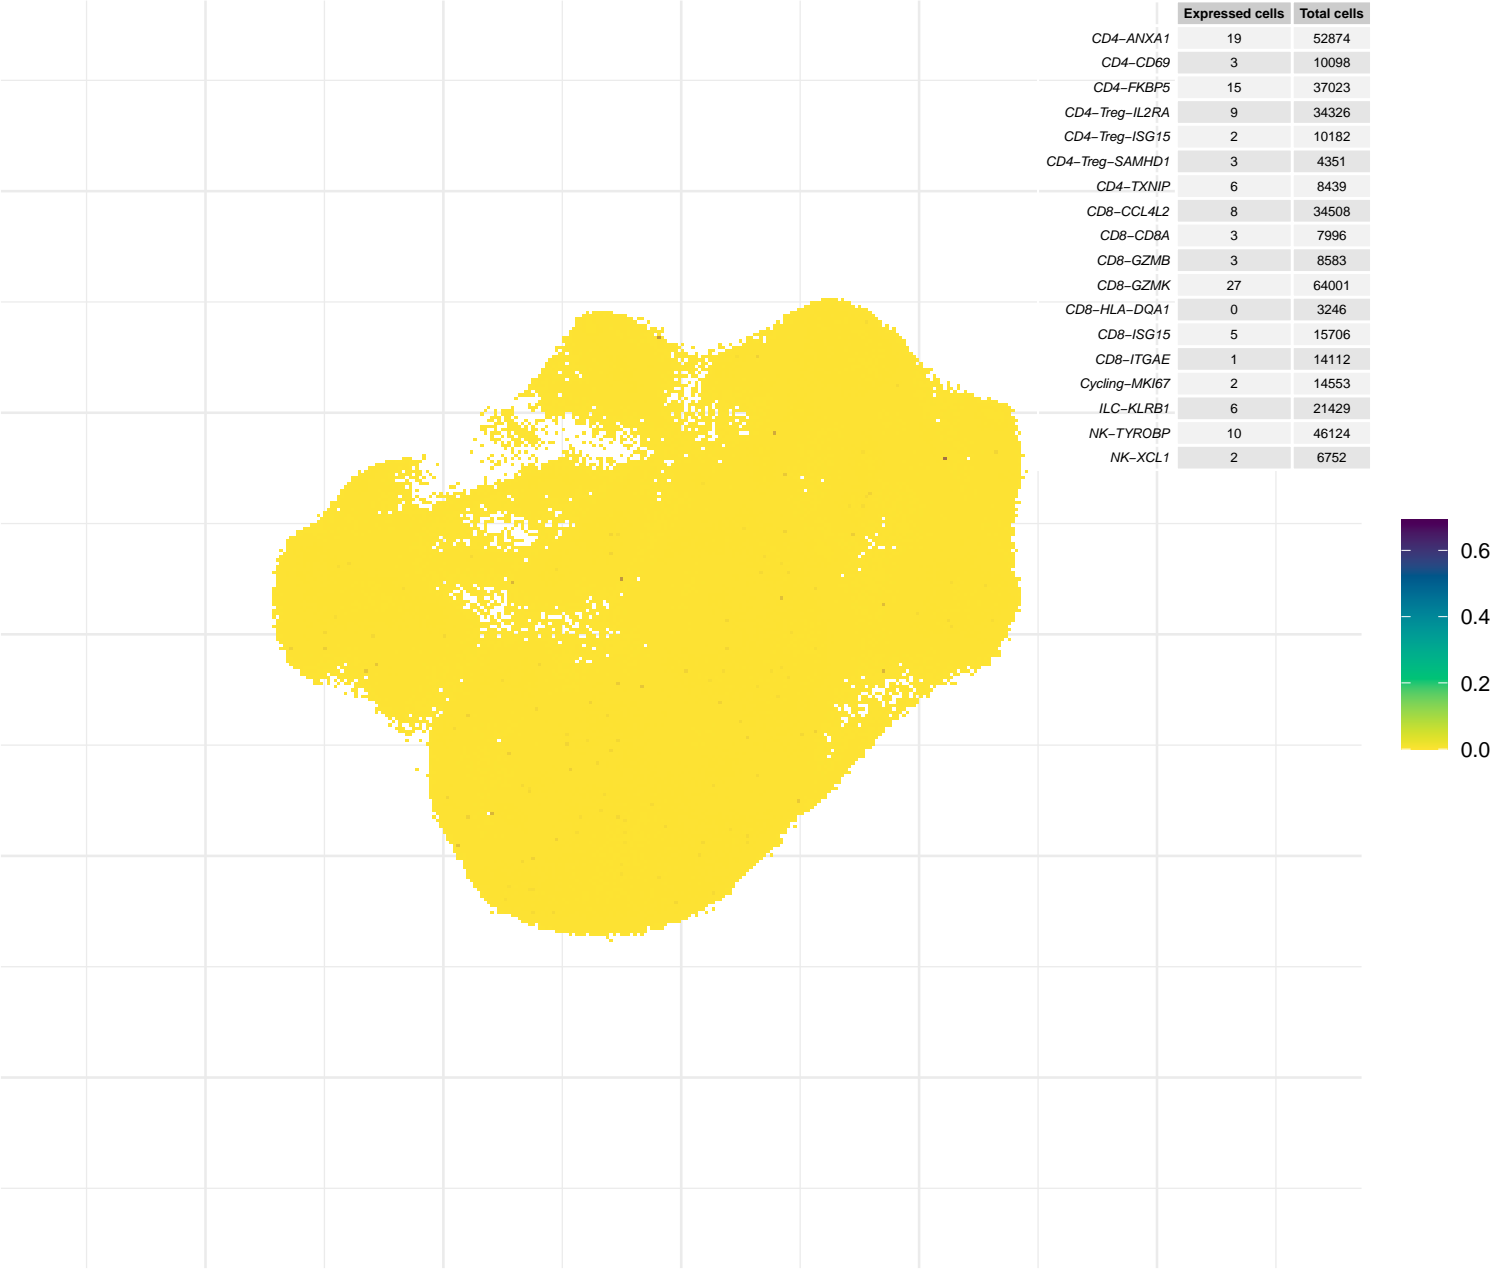 Expressed cells Total cells
CD4−ANXA1 19 52874
CD4−CD69 3 10098
CD4−FKBP5 15 37023
CD4−Treg−IL2RA 9 34326
CD4−Treg−ISG15 2 10182
CD4−Treg−SAMHD1 3 4351
CD4−TXNIP 6 8439
CD8−CCL4L2 8 34508
CD8−CD8A 3 7996
CD8−GZMB 3 8583
CD8−GZMK 27 64001
CD8−HLA−DQA1 0 3246
CD8−ISG15 5 15706
CD8−ITGAE 1 14112
Cycling−MKI67 2 14553
ILC−KLRB1 6 21429
NK−TYROBP 10 46124
NK−XCL1 2 6752
0.6
0.4
0.2
0.0